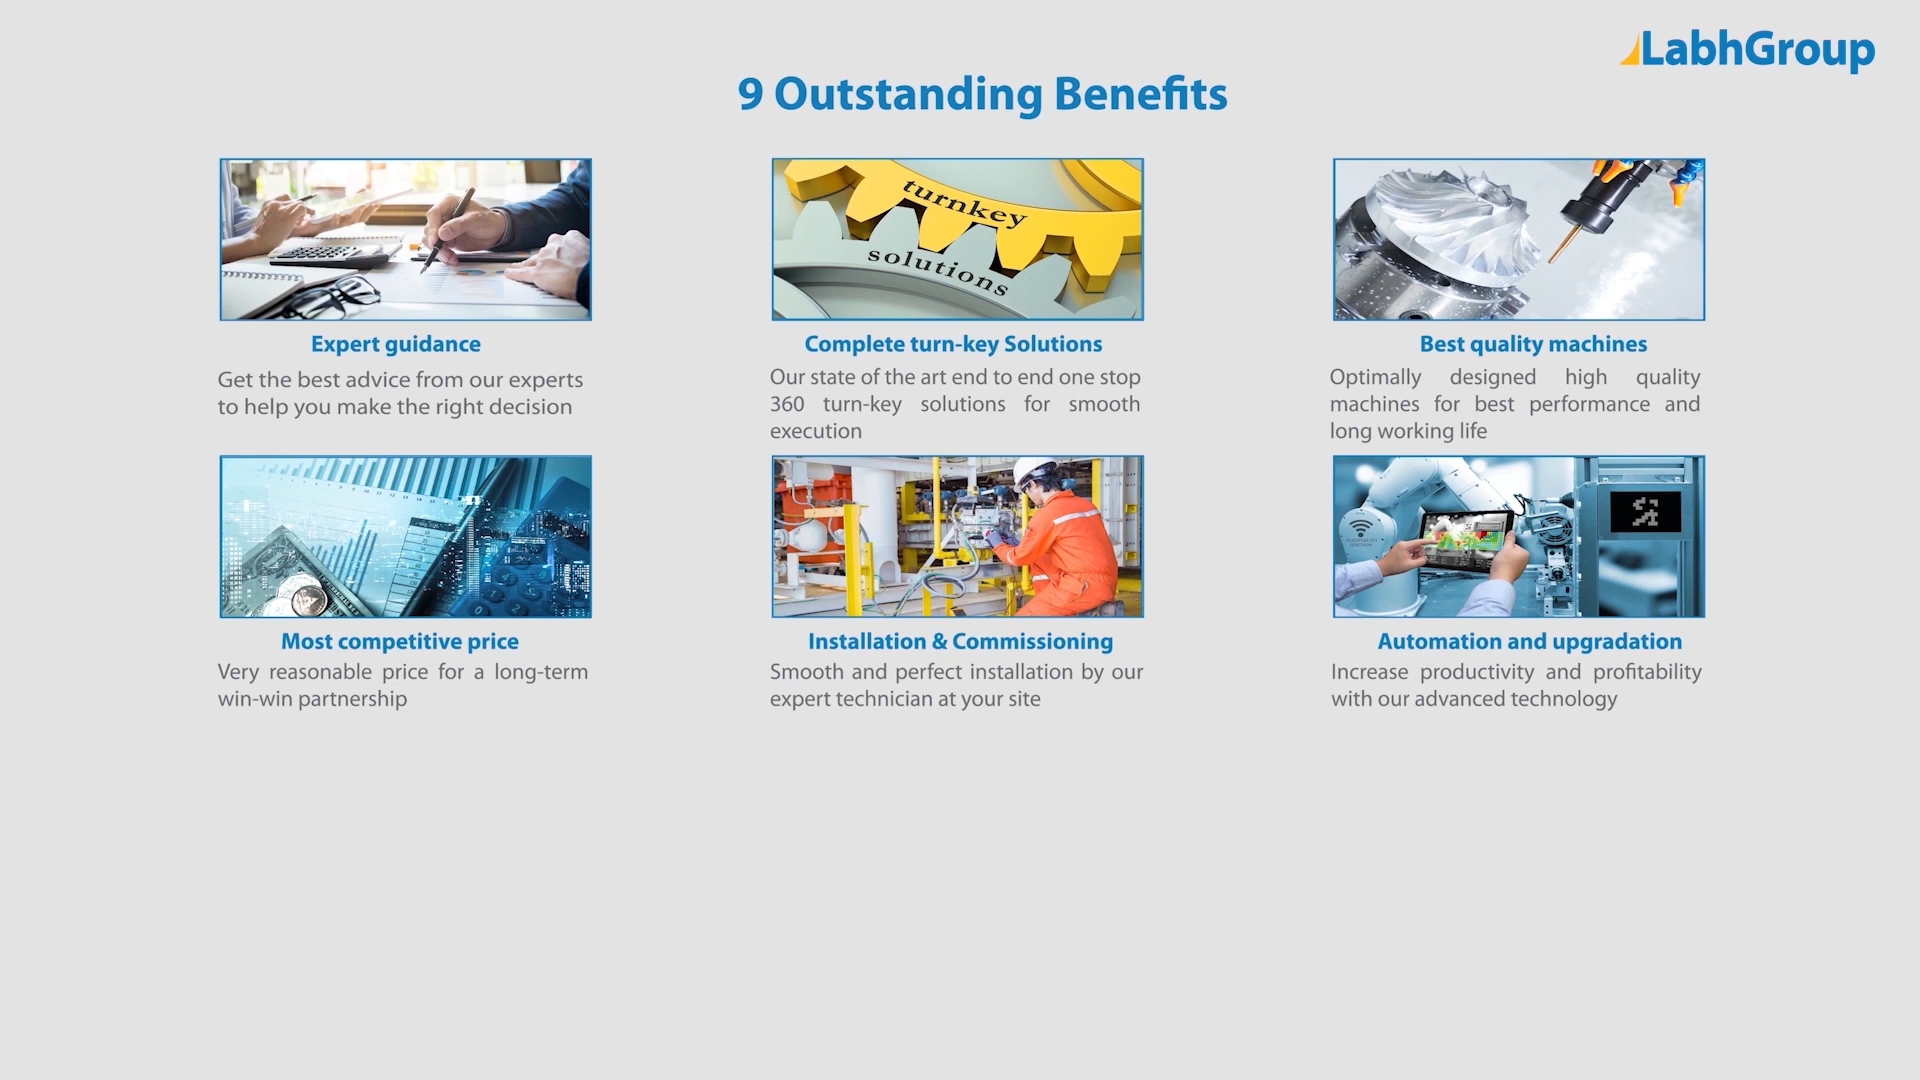 LabhGroup
9 Outstanding Benefits
turnkey
solutions
Expert guidance
Get the best advice from our experts
to help you make the right decision
Complete turn-key Solutions
Our state of the art end to end one stop
360 turn-key solutions for smooth
execution
Best quality machines
Optimally designed high quality
machines for best performance and
long working life
Most competitive price
Very reasonable price for a long-term
win-win partnership
Installation & Commissioning
Smooth and perfect installation by our
expert technician at your site
Automation and upgradation
Increase productivity and profitability
with our advanced technology